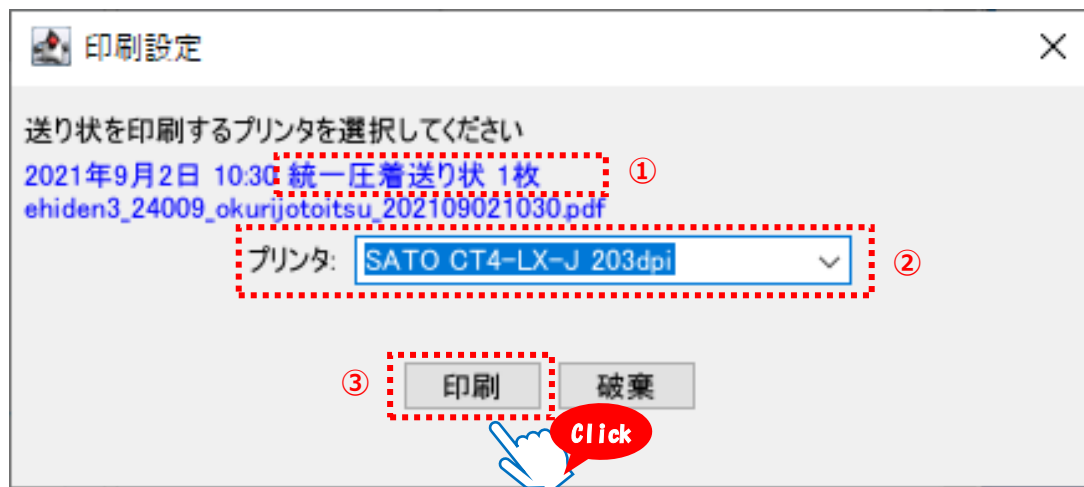 印刷設定
送り状を印刷するプリンタを選択してください
2021年9月2日 10:30 統一圧着送り状 1枚 ①
ehiden3_24009_okurijotoitsu_202109021030.pdf
プリンタ: SATO CT4-LX-J 203dpi ②
③ 印刷 破棄
Click